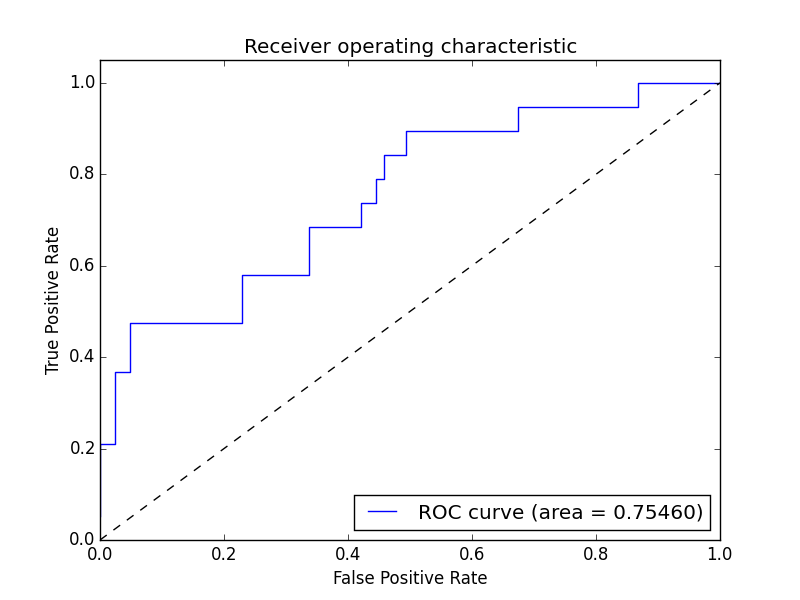 Receiver operating characteristic
1.0
0.8
0.6
0.4
0.2
0.0
True Positive Rate
ROC curve (area = 0.75460)
0.0 0.2 0.4 0.6 0.8 1.0
False Positive Rate